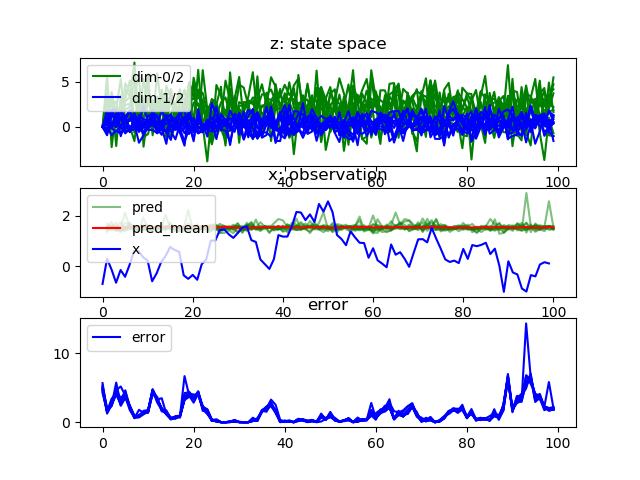 z: state space
5
0
dim-0/2
dim-1/2
0 20 40 60 80 100
x: observation
2
0
pred
pred_mean
x
0 20 40 60 80 100
error
10
0
error
0 20 40 60 80 100